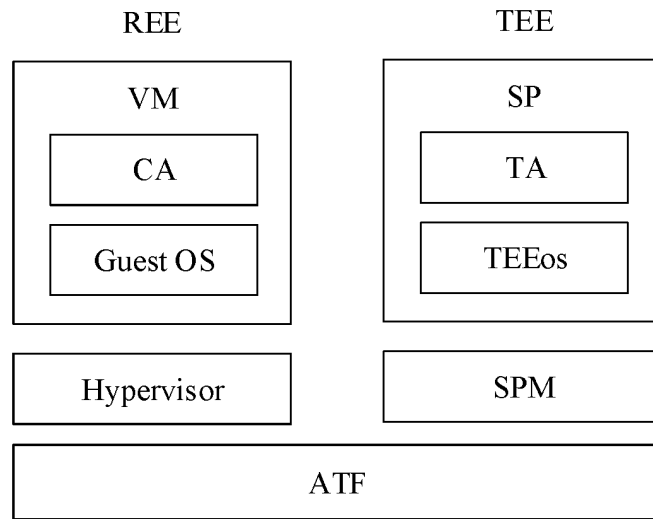 REE
TEE
VM
SP
CA
TA
Guest OS
TEEos
Hypervisor
SPM
ATF